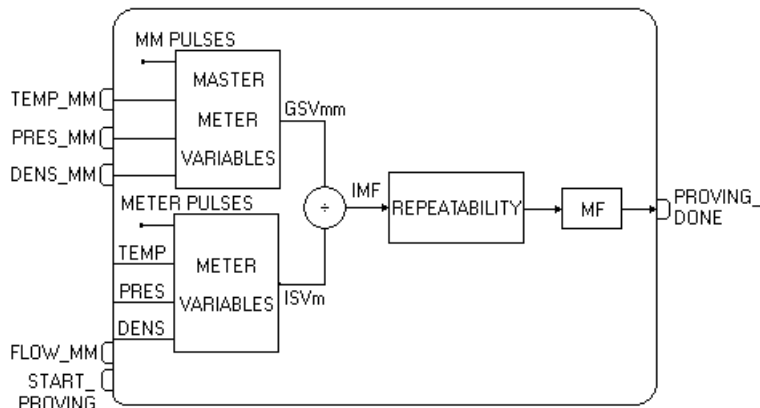 MM PULSES
MASTER
METER
VARIABLES
TEMP_MM
PRES_MM
DENS_MM
GSVmm
METER PULSES
TEMP
PRES
DENS
METER
VARIABLES
ISVm
÷
IMF
REPEATABILITY
MF
PROVING_
DONE
FLOW_MM
START_
PROVING